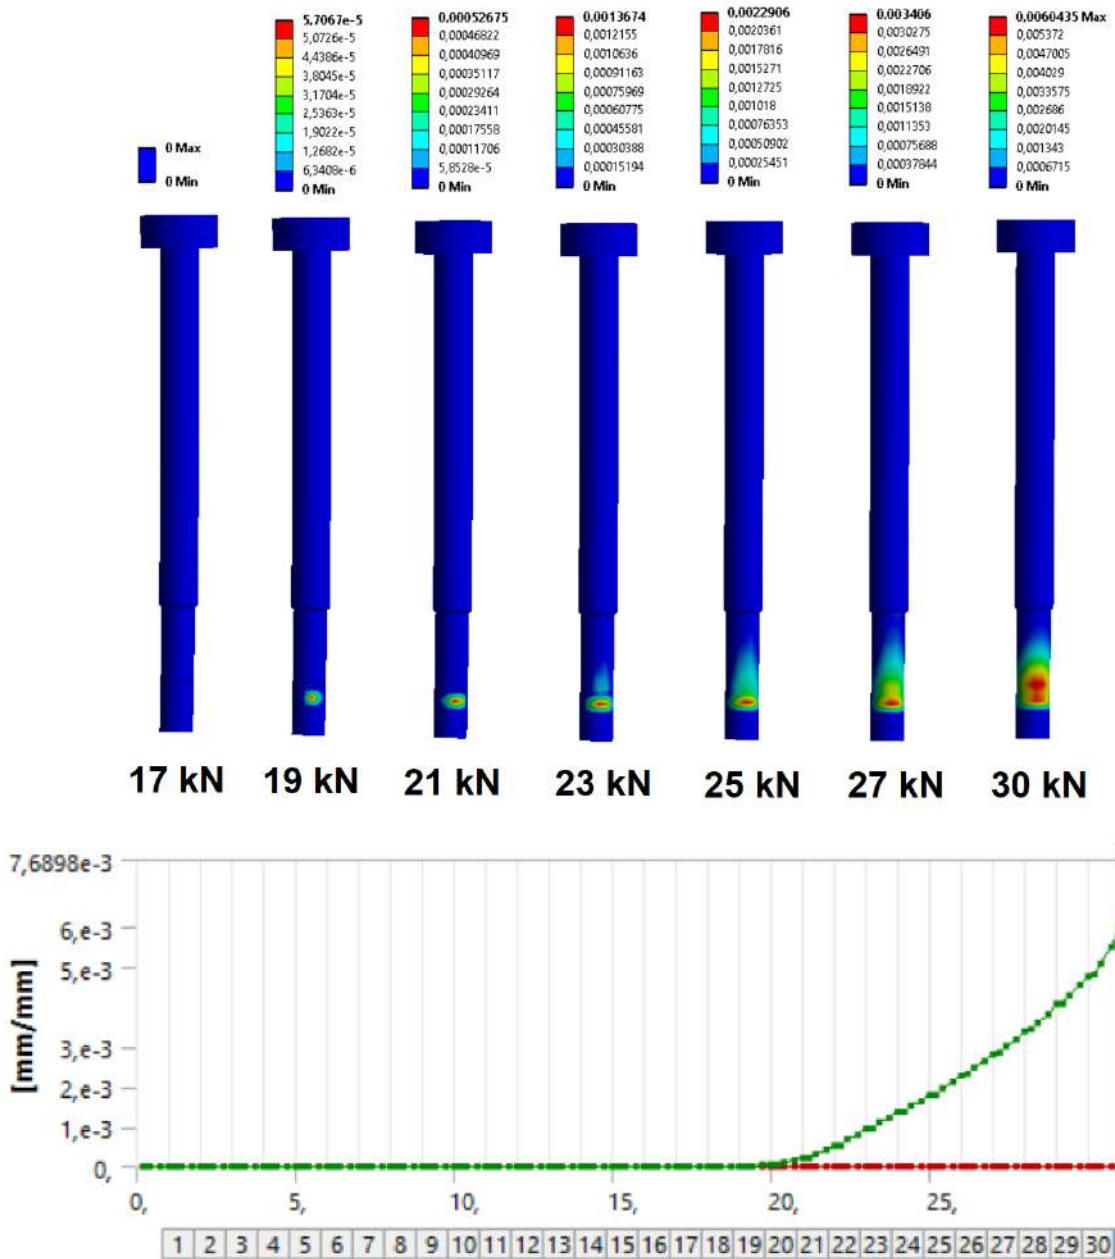 0 Max
0 Min
5,7067e-5
5,0726e-5
4,4386e-5
3,8045e-5
3,1704e-5
2,5363e-5
1,9022e-5
1,2682e-5
6,3408e-6
0 Min
0,00052675
0,00046822
0,00040969
0,00035117
0,00029264
0,00023411
0,00017558
0,00011706
5,8528e-5
0 Min
0,0013674
0,0012155
0,0010636
0,00091163
0,00075969
0,00060775
0,00045581
0,00030388
0,00015194
0 Min
0,0022906
0,0020361
0,0017816
0,0015271
0,0012725
0,001018
0,00076353
0,00050902
0,00025451
0 Min
0,003406
0,0030275
0,0026491
0,0022706
0,0018922
0,0015138
0,0011353
0,00075688
0,00037844
0 Min
0,0060435 Max
0,005372
0,0047005
0,004029
0,0033575
0,002686
0,0020145
0,001343
0,0006715
0 Min
17 kN 19 kN 21 kN 23 kN 25 kN 27 kN 30 kN
[mm/mm]
7,6898e-3
6,e-3
5,e-3
3,e-3
2,e-3
1,e-3
0,
0, 5, 10, 15, 20, 25,
1 2 3 4 5 6 7 8 9 10 11 12 13 14 15 16 17 18 19 20 21 22 23 24 25 26 27 28 29 30